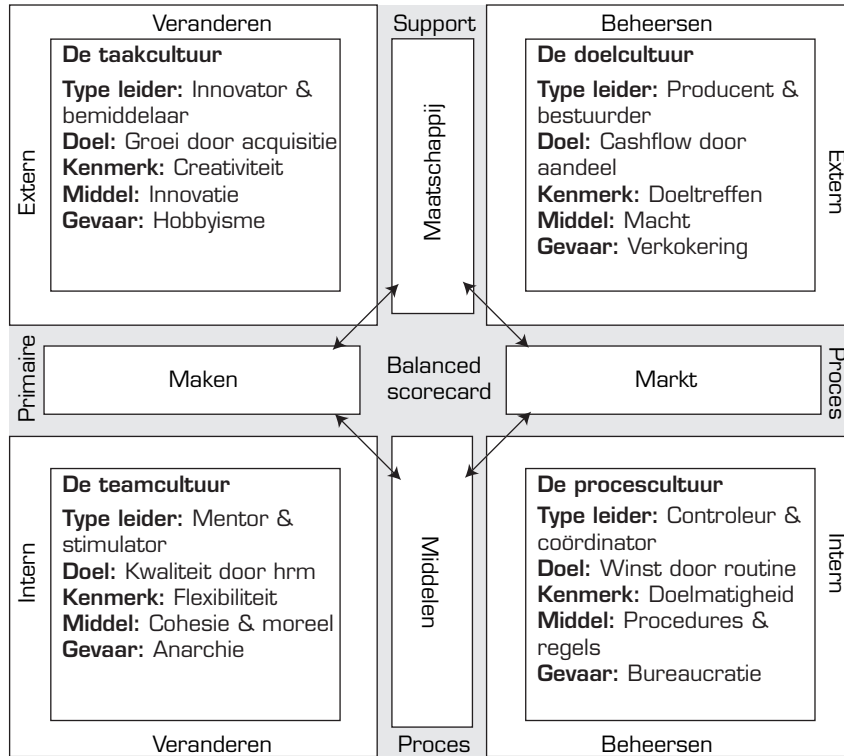 Veranderen
Support
Beheersen
Extern
De taakcultuur
Type leider: Innovator &
bemiddelaar
Doel: Groei door acquisitie
Kenmerk: Creativiteit
Middel: Innovatie
Gevaar: Hobbyisme
Maatschappij
De doelcultuur
Type leider: Producent &
bestuurder
Doel: Cashflow door
aandeel
Kenmerk: Doeltreffen
Middel: Macht
Gevaar: Verkokering
Extern
Primaire
Maken
Balanced
scorecard
Markt
Proces
Intern
De teamcultuur
Type leider: Mentor &
stimulator
Doel: Kwaliteit door hrm
Kenmerk: Flexibiliteit
Middel: Cohesie & moreel
Gevaar: Anarchie
Middelen
De procescultuur
Type leider: Controleur &
coördinator
Doel: Winst door routine
Kenmerk: Doelmatigheid
Middel: Procedures &
regels
Gevaar: Bureaucratie
Intern
Veranderen
Proces
Beheersen